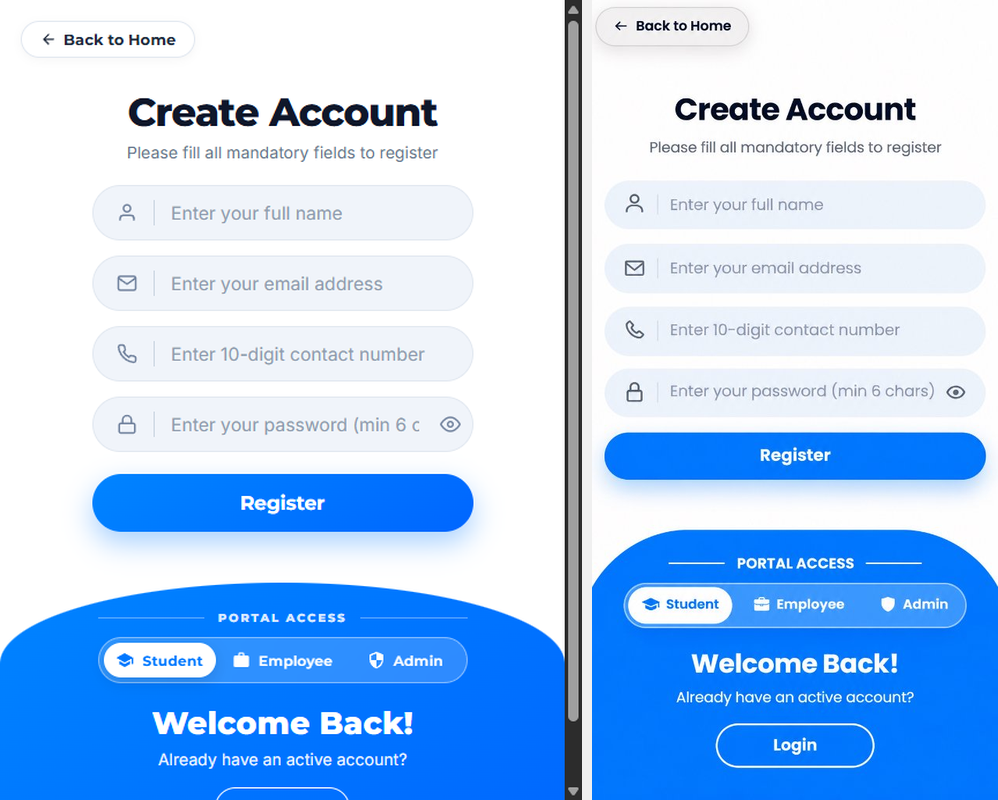 Back to Home
Create Account
Please fill all mandatory fields to register
Enter your full name
Enter your email address
Enter 10-digit contact number
Enter your password (min 6 c
Register
PORTAL ACCESS
Student Employee Admin
Welcome Back!
Already have an active account?
Back to Home
Create Account
Please fill all mandatory fields to register
Enter your full name
Enter your email address
Enter 10-digit contact number
Enter your password (min 6 chars)
Register
PORTAL ACCESS
Student Employee Admin
Welcome Back!
Already have an active account?
Login